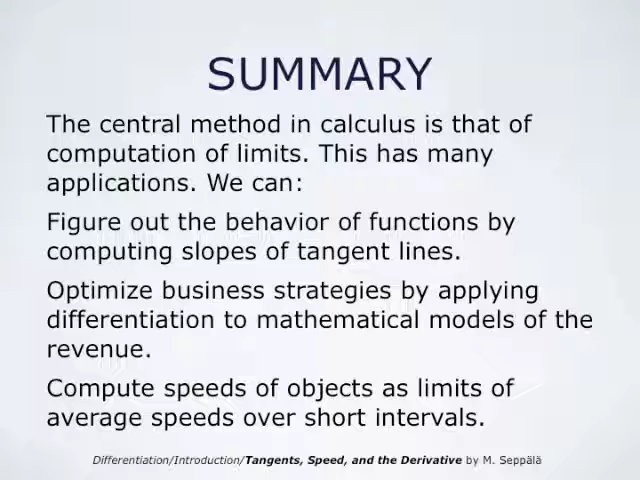 SUMMARY
The central method in calculus is that of
computation of limits. This has many
applications. We can:
Figure out the behavior of functions by
computing slopes of tangent lines.
Optimize business strategies by applying
differentiation to mathematical models of the
revenue.
Compute speeds of objects as limits of
average speeds over short intervals.
Differentiation/Introduction/Tangents, Speed, and the Derivative by M. Seppälä